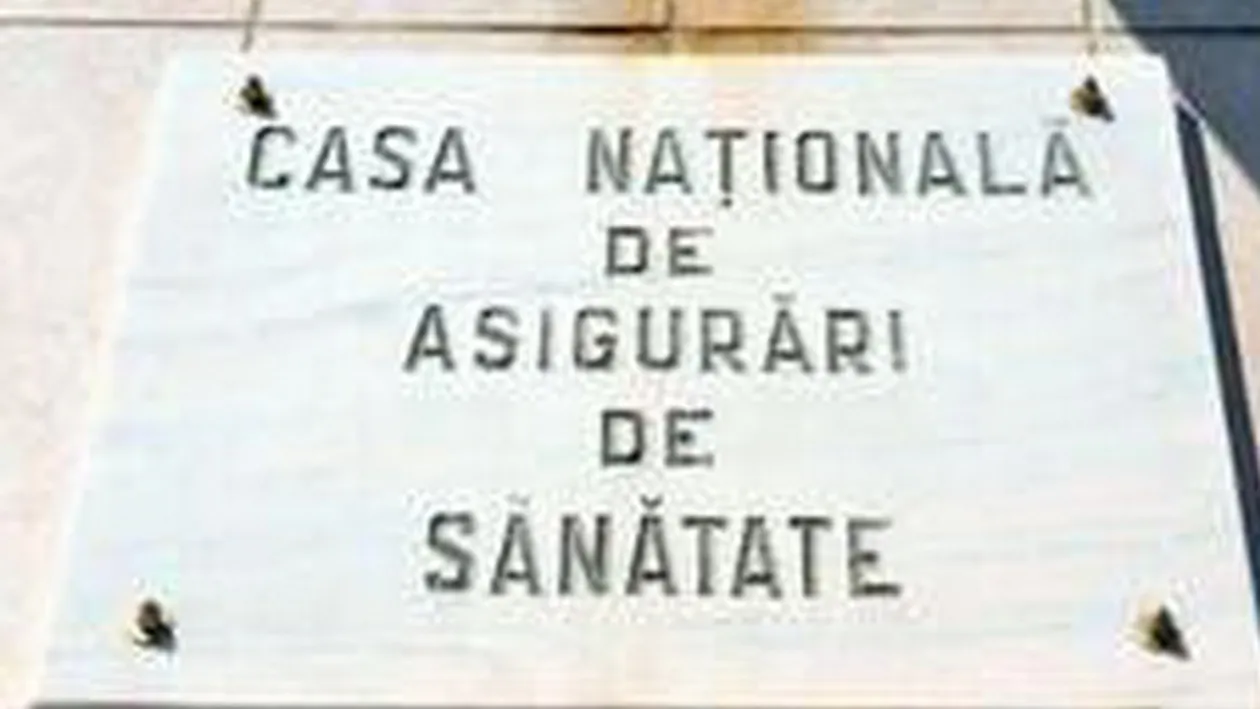 CASA NAȚIONALĂ
DE
ASIGURĂRI
DE
SĂNĂTATE